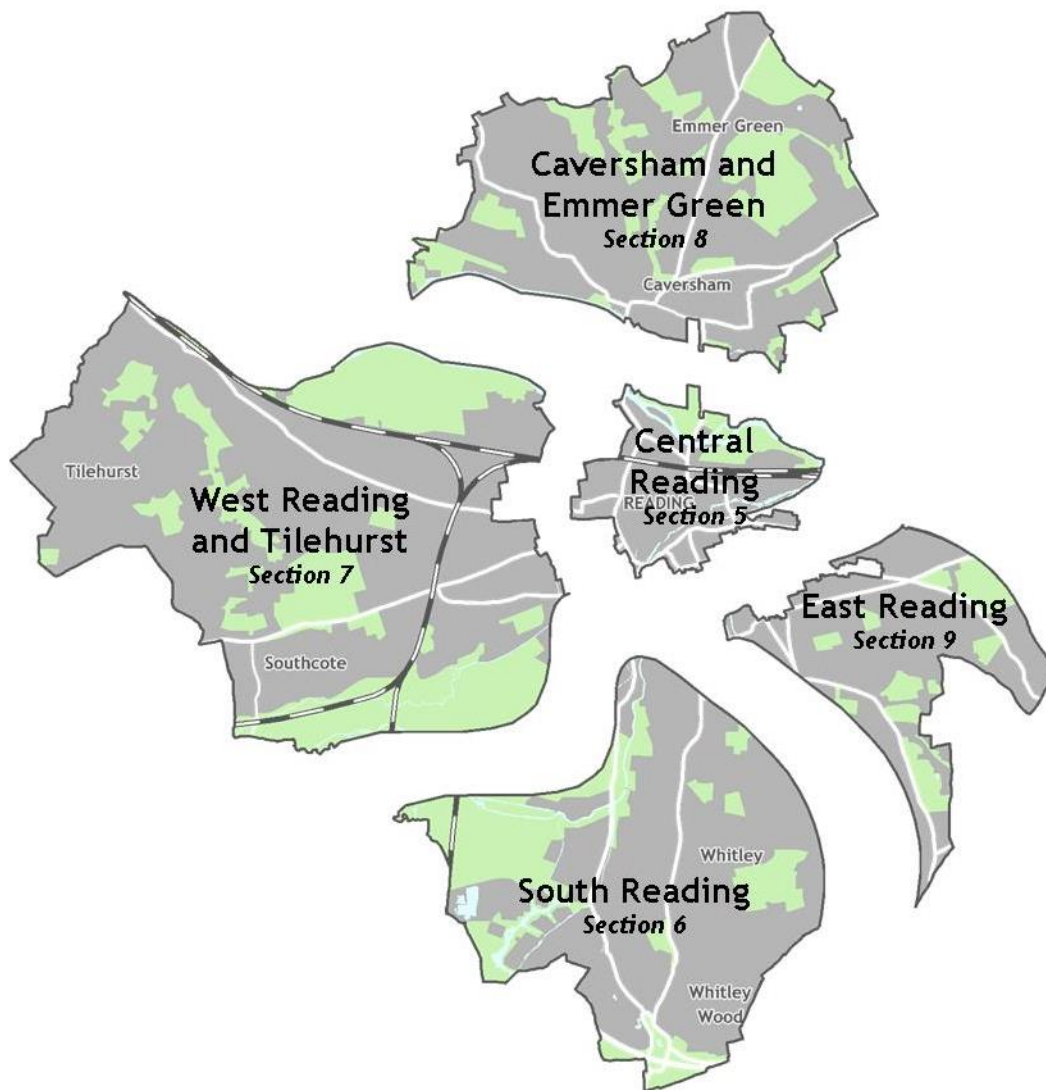 Emmer Green
Caversham and
Emmer Green
Section 8
Caversham
Tilehurst
West Reading
and Tilehurst
Section 7
Southcote
Central
Reading
READING
Section 5
East Reading
Section 9
Whitley
South Reading
Section 6
Whitley
Wood